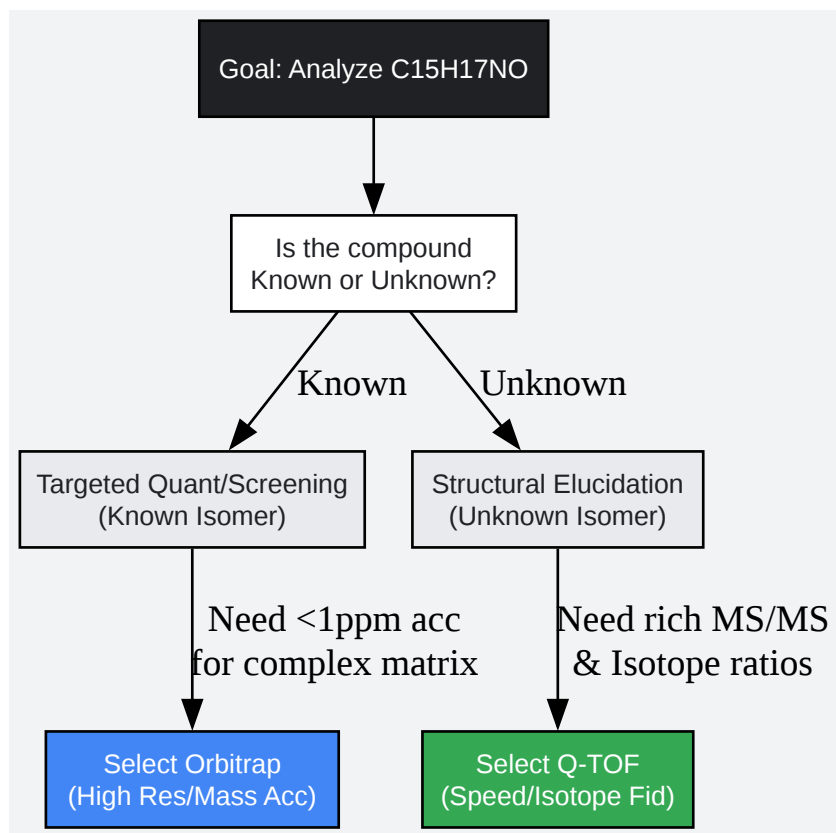 Goal: Analyze C15H17NO
Is the compound
Known or Unknown?
Known
Unknown
Targeted Quant/Screening
(Known Isomer)
Structural Elucidation
(Unknown Isomer)
Need <1ppm acc
for complex matrix
Need rich MS/MS
& Isotope ratios
Select Orbitrap
(High Res/Mass Acc)
Select Q-TOF
(Speed/Isotope Fid)